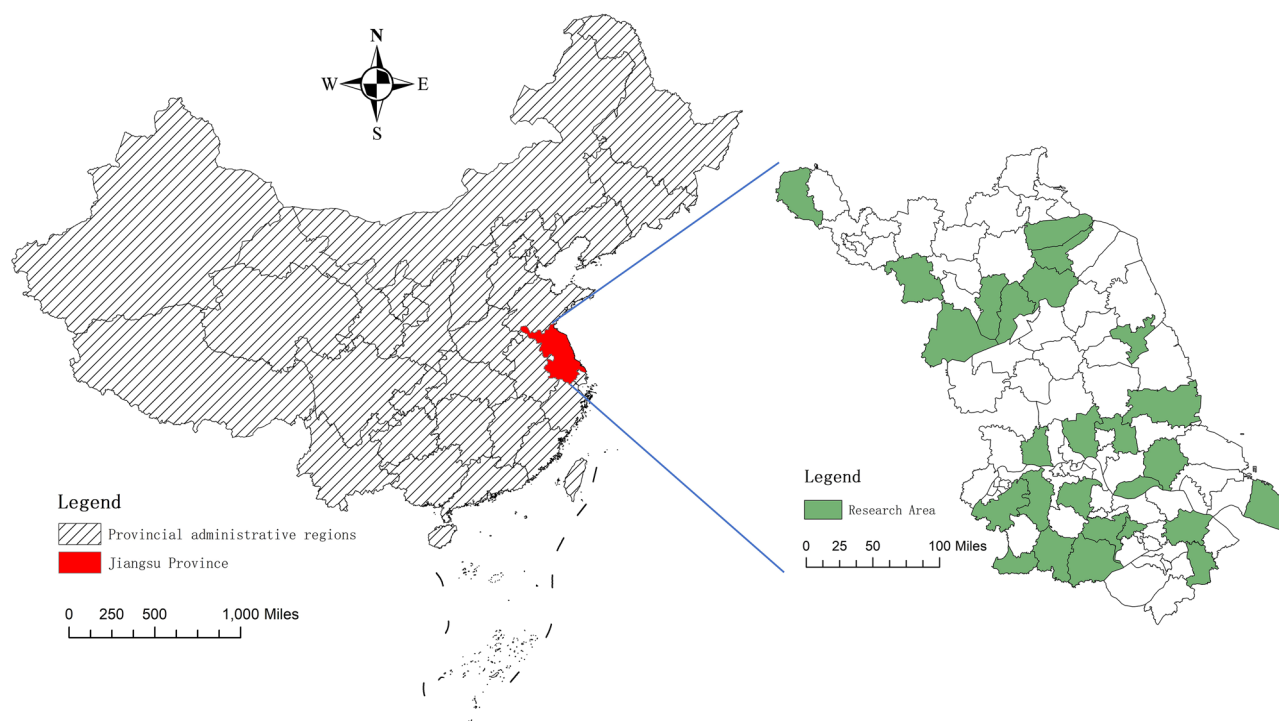 N
W E
S
Legend
Provincial administrative regions
Jiangsu Province
0 250 500 1,000 Miles
Legend
Research Area
0 25 50 100 Miles